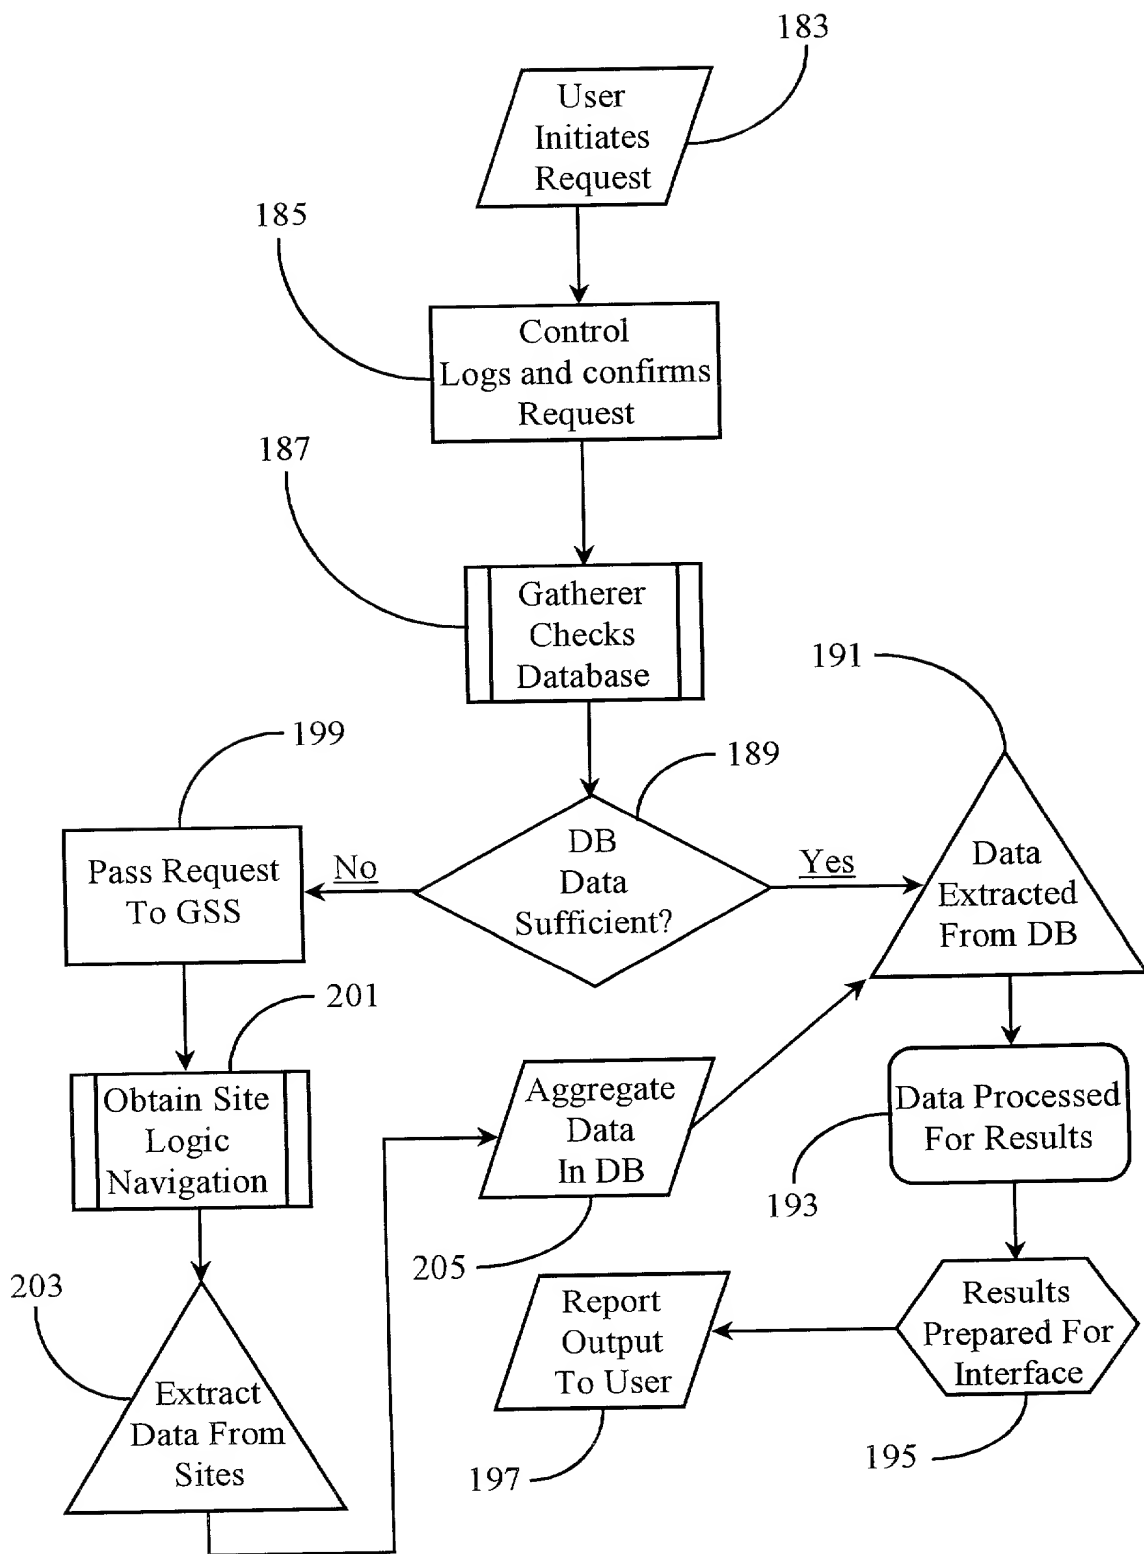 183
User
Initiates
Request
185
Control
Logs and confirms
Request
187
Gatherer
Checks
Database
191
199
189
Pass Request
To GSS
No
DB
Data
Sufficient?
Yes
Data
Extracted
From DB
201
Obtain Site
Logic
Navigation
Aggregate
Data
In DB
Data Processed
For Results
193
203
205
Extract
Data From
Sites
Report
Output
To User
Results
Prepared For
Interface
197
195